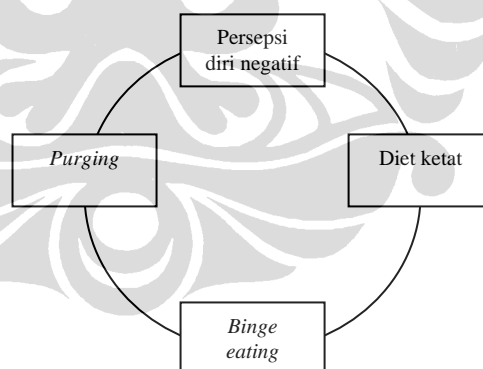 Persepsi
diri negatif
Purging
Diet ketat
Binge
eating